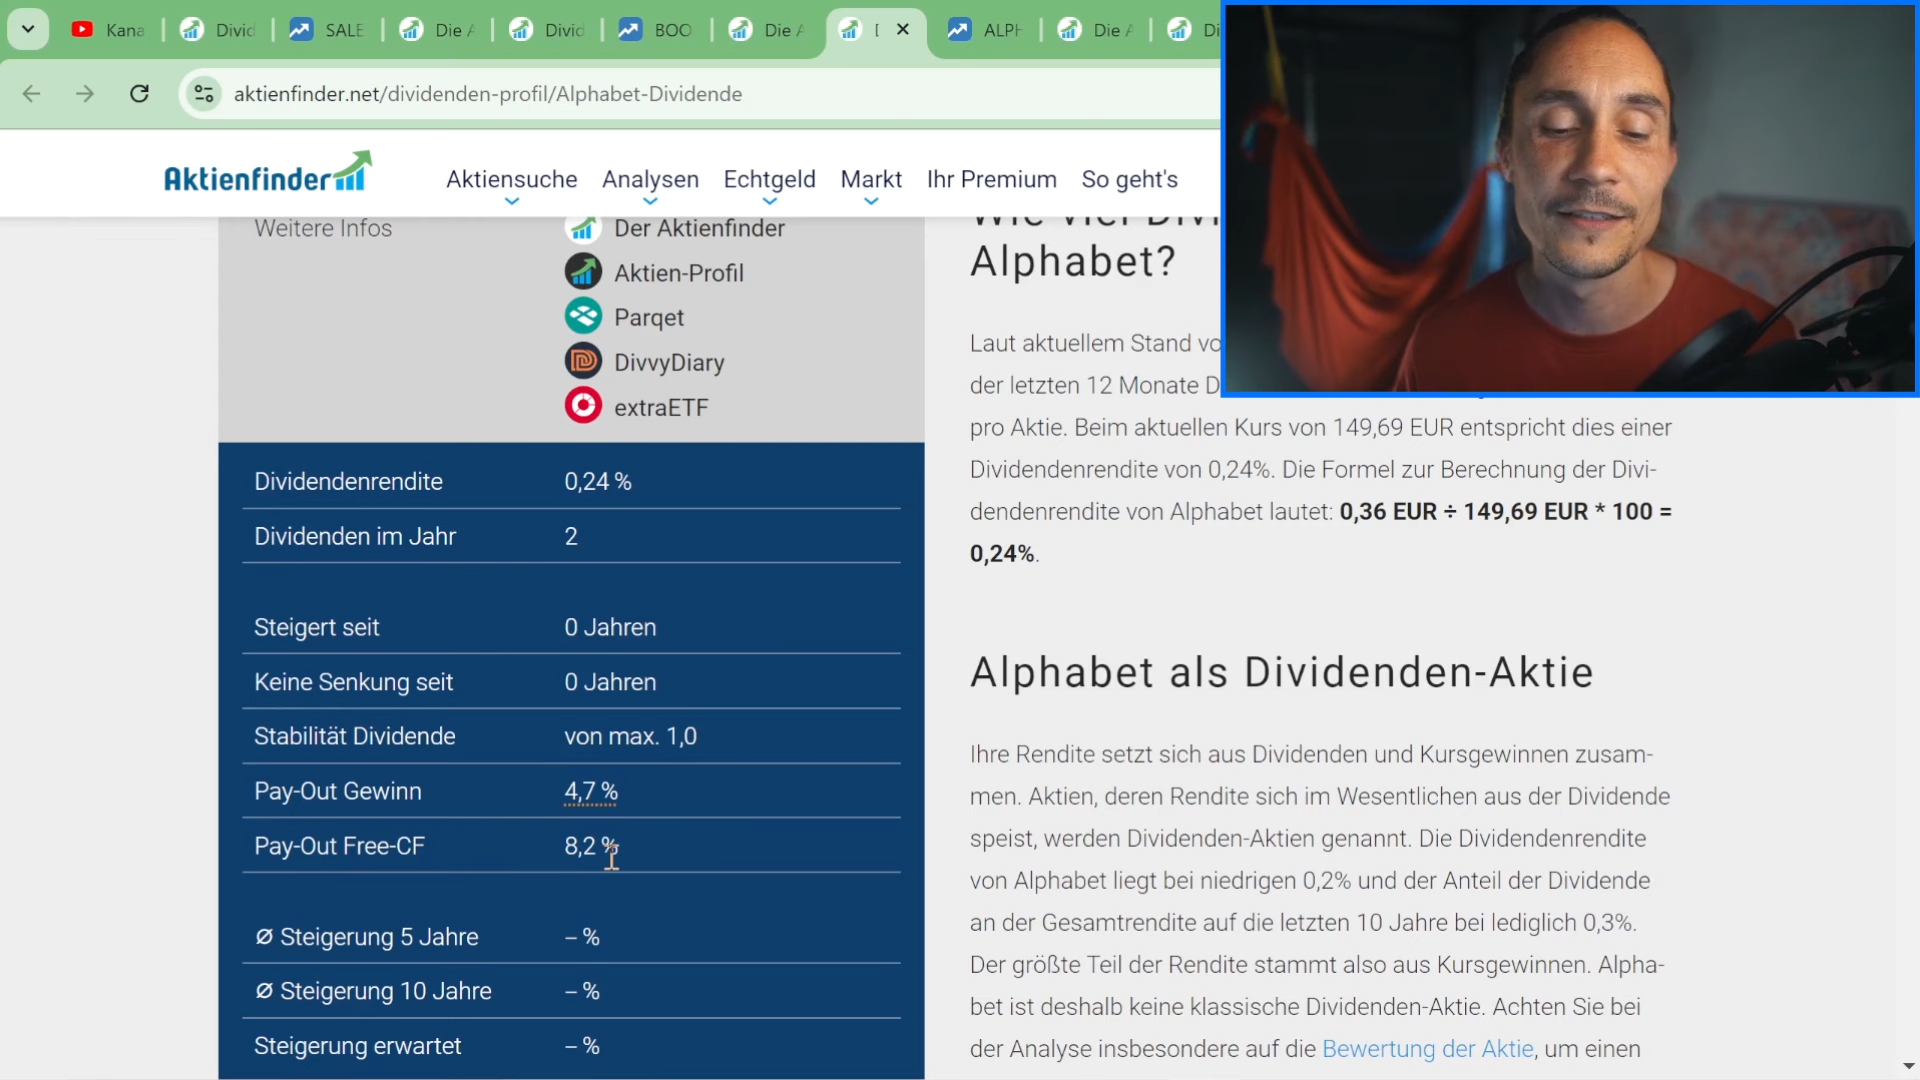 Kana
Divid
SALE
Die A
Divid
BOO
Die A
ALPH
Die A
Di
aktienfinder.net/dividenden-profil/Alphabet-Dividende
Aktienfinder
Aktiensuche
Analysen
Echtgeld
Markt
Ihr Premium
So geht's
Weitere Infos
Der Aktienfinder
Aktien-Profil
Parqet
DivvyDiary
extraETF
Dividendenrendite 0,24 %
Dividenden im Jahr 2
Steigert seit 0 Jahren
Keine Senkung seit 0 Jahren
Stabilität Dividende von max. 1,0
Pay-Out Gewinn 4,7 %
Pay-Out Free-CF 8,2 %
Ø Steigerung 5 Jahre – %
Ø Steigerung 10 Jahre – %
Steigerung erwartet – %
Wie viel Divi
Alphabet?
Laut aktuellem Stand vo
der letzten 12 Monate D
pro Aktie. Beim aktuellen Kurs von 149,69 EUR entspricht dies einer
Dividendenrendite von 0,24%. Die Formel zur Berechnung der Divi-
dendenrendite von Alphabet lautet: 0,36 EUR ÷ 149,69 EUR * 100 =
0,24%.
Alphabet als Dividenden-Aktie
Ihre Rendite setzt sich aus Dividenden und Kursgewinnen zusam-
men. Aktien, deren Rendite sich im Wesentlichen aus der Dividende
speist, werden Dividenden-Aktien genannt. Die Dividendenrendite
von Alphabet liegt bei niedrigen 0,2% und der Anteil der Dividende
an der Gesamtrendite auf die letzten 10 Jahre bei lediglich 0,3%.
Der größte Teil der Rendite stammt also aus Kursgewinnen. Alpha-
bet ist deshalb keine klassische Dividenden-Aktie. Achten Sie bei
der Analyse insbesondere auf die Bewertung der Aktie, um einen